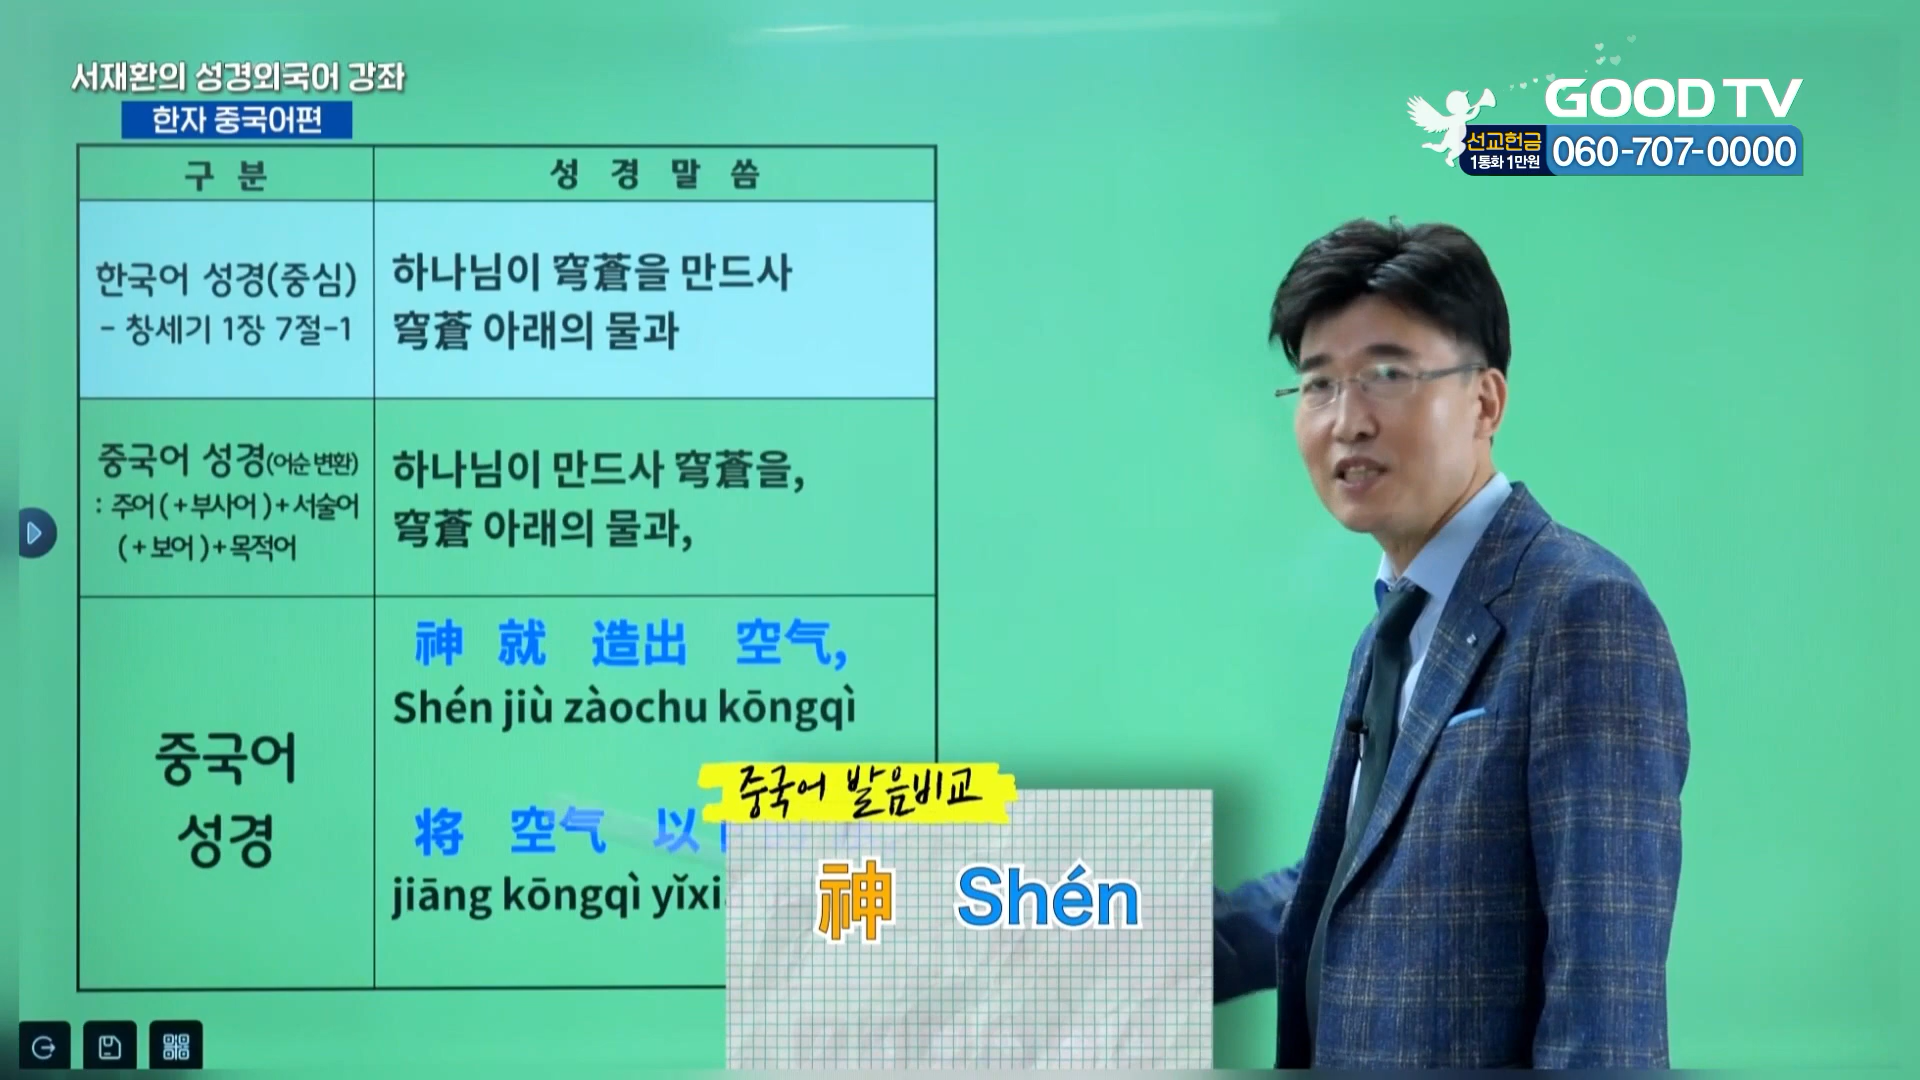 서재환의 성경외국어 강좌
한자 중국어편
GOOD TV
선교헌금
1통화 1만원
060-707-0000
구 분
성 경 말 씀
한국어 성경(중심)
- 창세기 1장 7절-1
하나님이 穹蒼을 만드사
穹蒼 아래의 물과
중국어 성경(어순 변환)
: 주어 ( + 부사어 ) + 서술어
( + 보어 ) + 목적어
하나님이 만드사 穹蒼을,
穹蒼 아래의 물과,
중국어
성경
神 就 造出 空气,
Shén jiù zàochu kōngqì
将 空气 以
jiāng kōngqì yǐxi
중국어 발음비교
神 Shén